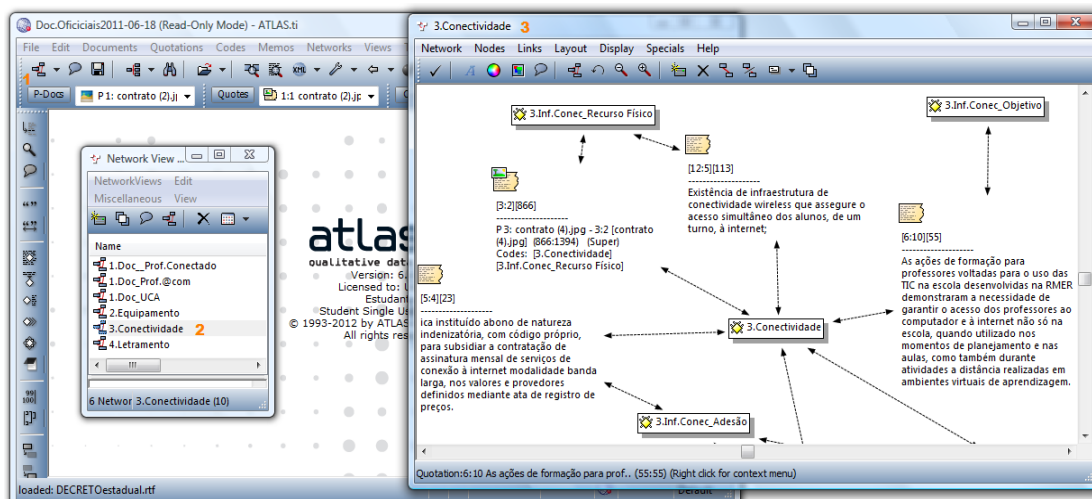 Doc.Oficiciais2011-06-18 (Read-Only Mode) - ATLAS.ti
File Edit Documents Quotations Codes Memos Networks Views
1
P-Docs P 1: contrato (2).j Quotes 1:1 contrato (2).jp
Network View ...
NetworkViews Edit
Miscellaneous View
Name
1.Doc__Prof.Conectado
1.Doc_Prof.@com
1.Doc_UCA
2.Equipamento
3.Conectividade 2
4.Letramento
6 Networ 3.Conectividade (10)
atlas
qualitative data
Version: 6.
Licensed to:
Estudant
Student Single Us
© 1993-2012 by ATLAS
All rights res
loaded: DECRETOestadual.rtf
Default
3.Conectividade 3
Network Nodes Links Layout Display Specials Help
3.Inf.Conec_Recurso Físico
3.Inf.Conec_Objetivo
[12:5][113]
--------------------
Existência de infraestrutura de
conectividade wireless que assegure o
acesso simultâneo dos alunos, de um
turno, à internet;
[3:2][866]
--------------------
P 3: contrato (4).jpg - 3:2 [contrato
(4).jpg] (866:1394) (Super)
Codes: [3.Conectividade]
[3.Inf.Conec_Recurso Físico]
[6:10][55]
--------------------
As ações de formação para
professores voltadas para o uso das
TIC na escola desenvolvidas na RMER
demonstraram a necessidade de
garantir o acesso dos professores ao
computador e à internet não só na
escola, quando utilizado nos
momentos de planejamento e nas
aulas, como também durante
atividades a distância realizadas em
ambientes virtuais de aprendizagem.
[5:4][23]
--------------------
ica instituído abono de natureza
indenizatória, com código próprio,
para subsidiar a contratação de
assinatura mensal de serviços de
conexão à internet modalidade banda
larga, nos valores e provedores
definidos mediante ata de registro de
preços.
3.Conectividade
3.Inf.Conec_Adesão
Quotation:6:10 As ações de formação para prof.. (55:55) (Right click for context menu)